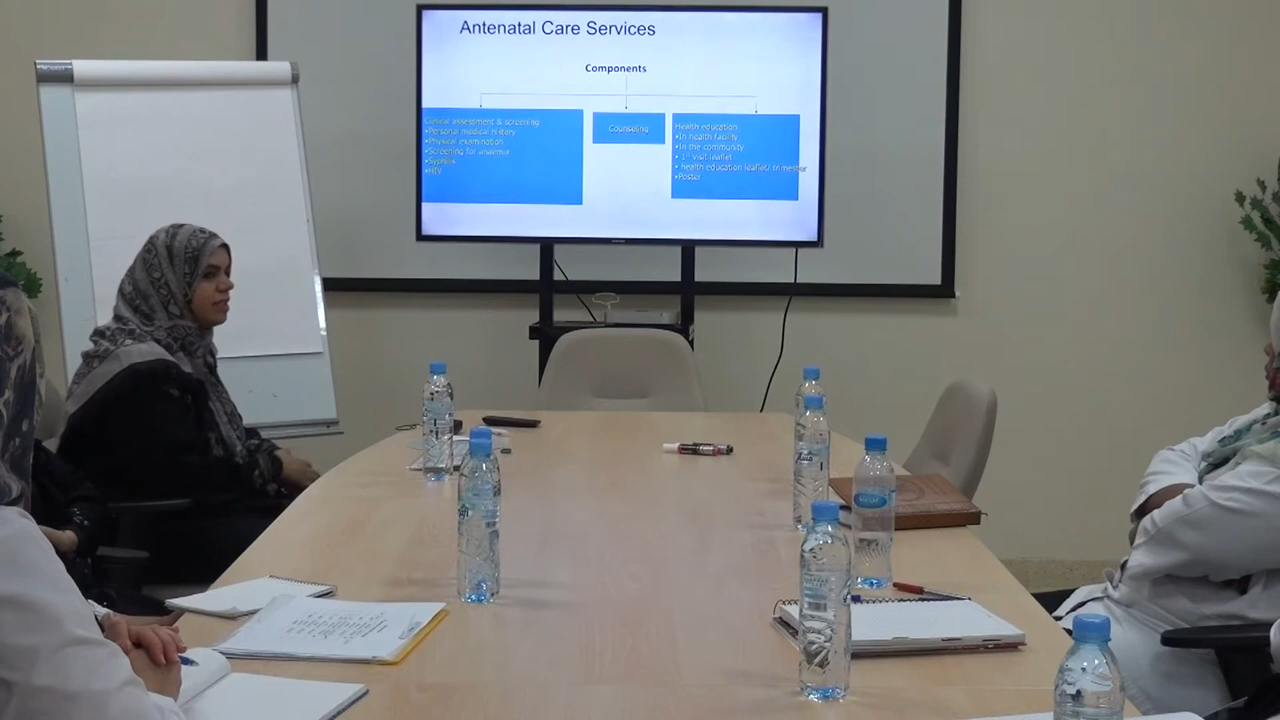 Antenatal Care Services
Components
Clinical assessment & screening
•Personal medical history
•Physical examination
•Screening for anaemia
•Syphilis
•HIV
Counseling
Health education
•In health facility
•In the community
• 1st visit leaflet
• health education leaflet/ trimester
•Poster